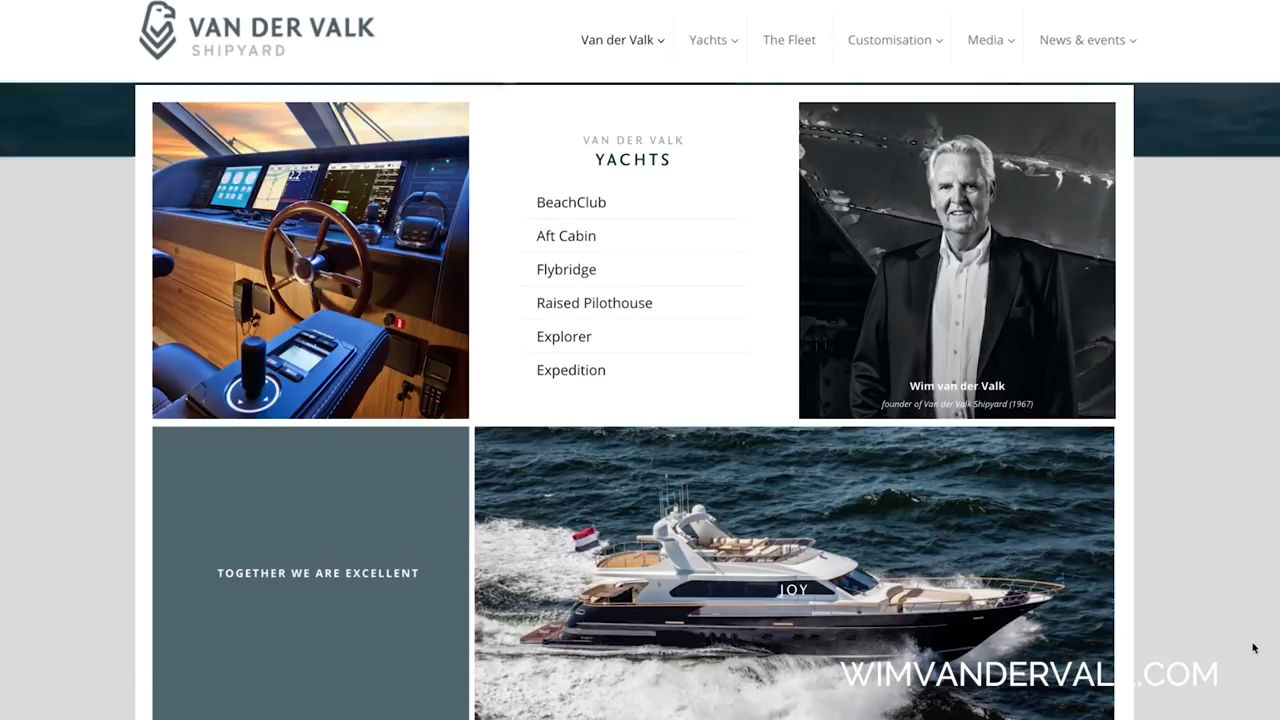 VAN DER VALK
SHIPYARD
Van der Valk
Yachts
The Fleet
Customisation
Media
News & events
VAN DER VALK
YACHTS
BeachClub
Aft Cabin
Flybridge
Raised Pilothouse
Explorer
Expedition
Wim van der Valk
founder of Van der Valk Shipyard (1967)
TOGETHER WE ARE EXCELLENT
JOY
WIMVANDERVALK.COM